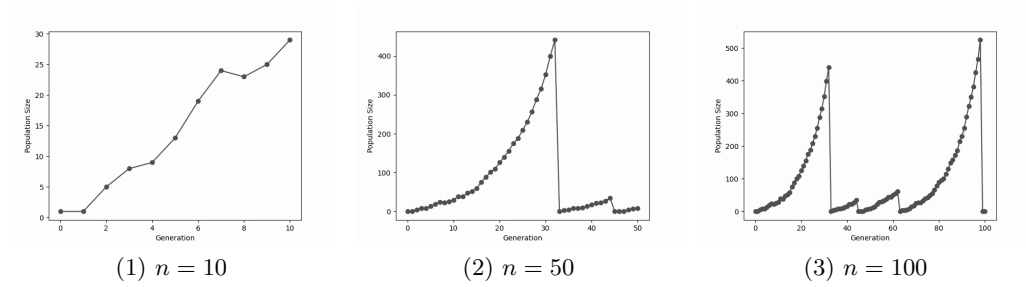 30
25
20
15
10
5
0
Population Size
0 2 4 6 8 10
Generation
(1) n = 10
400
300
200
100
0
Population Size
0 10 20 30 40 50
Generation
(2) n = 50
500
400
300
200
100
0
Population Size
0 20 40 60 80 100
Generation
(3) n = 100